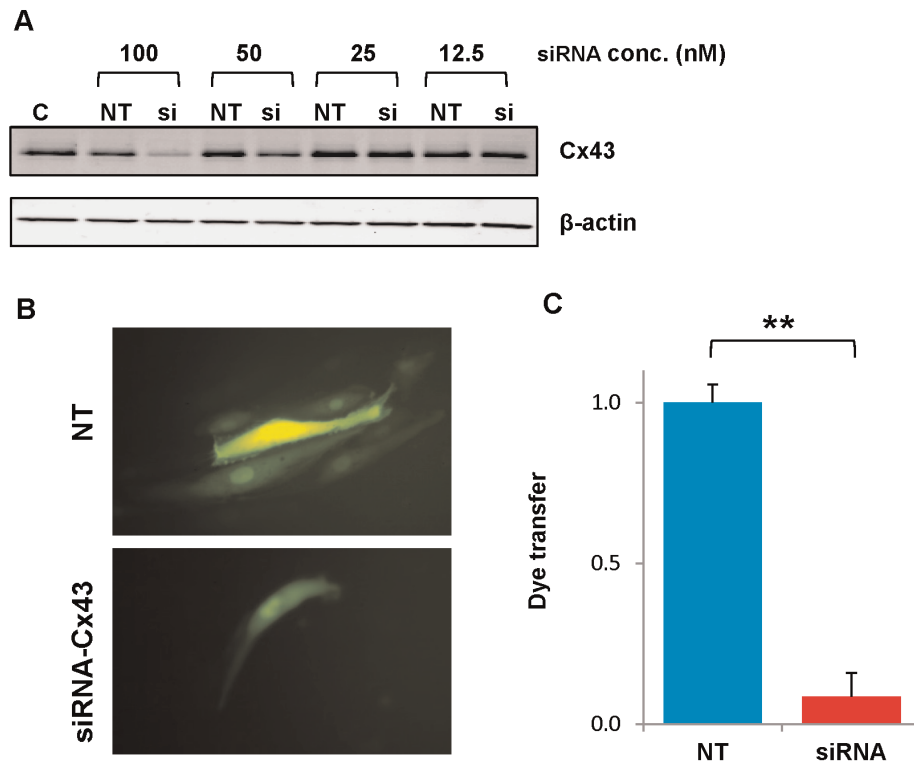 A
100 50 25 12.5 siRNA conc. (nM)
C NT si NT si NT si NT si
Cx43
β-actin
B
NT
siRNA-Cx43
C
**
Dye transfer
1.0
0.5
0.0
NT siRNA